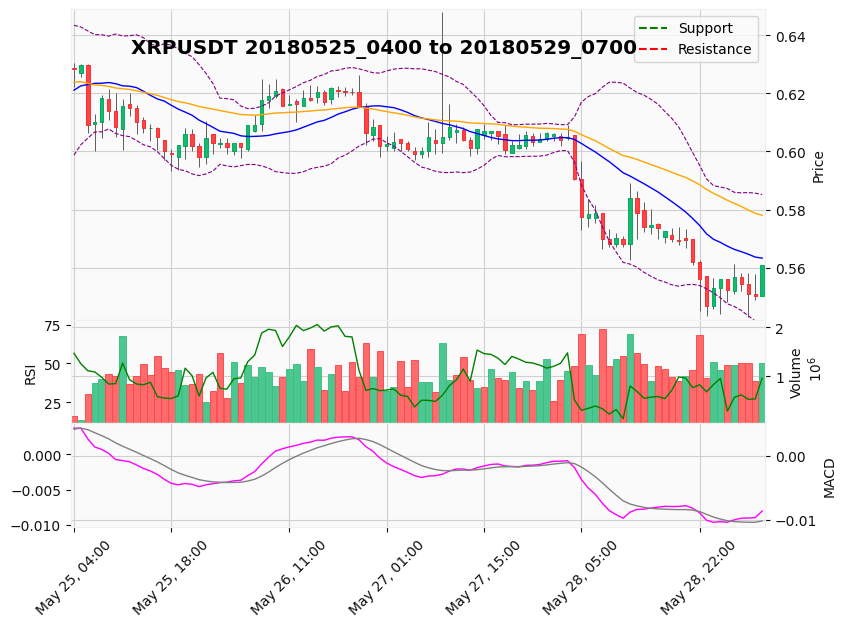 XRPUSDT 20180525_0400 to 20180529_0700
Support
Resistance
0.64
0.62
0.60
0.58
0.56
Price
75
50
25
RSI
2
1
Volume
10^6
0.000
-0.005
-0.010
0.00
-0.01
MACD
May 25, 04:00
May 25, 18:00
May 26, 11:00
May 27, 01:00
May 27, 15:00
May 28, 05:00
May 28, 22:00